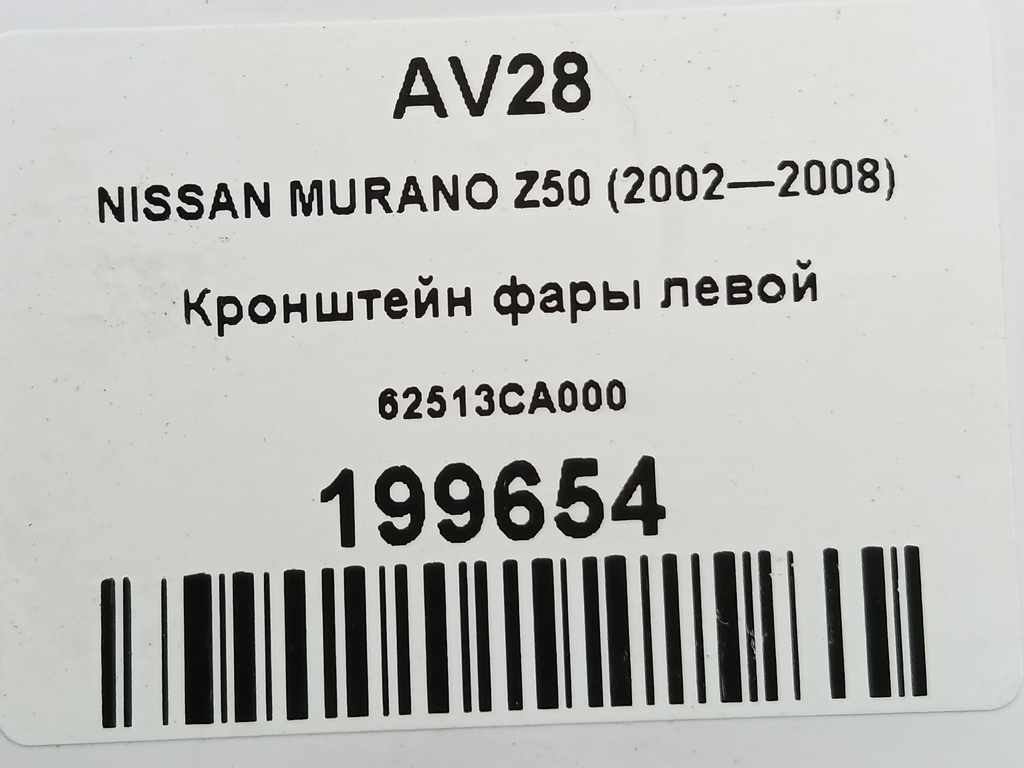 AV28
NISSAN MURANO Z50 (2002—2008)
Кронштейн фары левой
62513CA000
199654